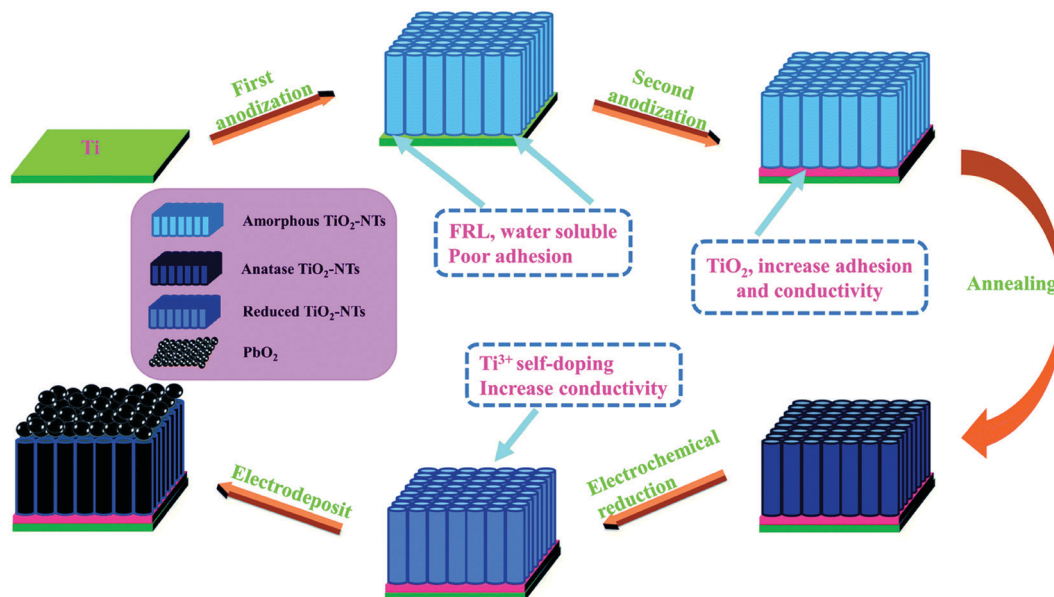 Ti
First
anodization
Second
anodization
FRL, water soluble
Poor adhesion
TiO₂, increase adhesion
and conductivity
Annealing
Amorphous TiO₂-NTs
Anatase TiO₂-NTs
Reduced TiO₂-NTs
PbO₂
Ti³⁺ self-doping
Increase conductivity
Electrochemical
reduction
Electrodeposit